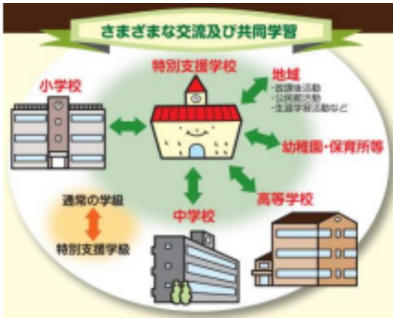 さまざまな交流及び共同学習
特別支援学校
小学校
地域
・放課後活動
・公民館活動
・生涯学習活動など
幼稚園・保育所等
高等学校
中学校
通常の学級
特別支援学級